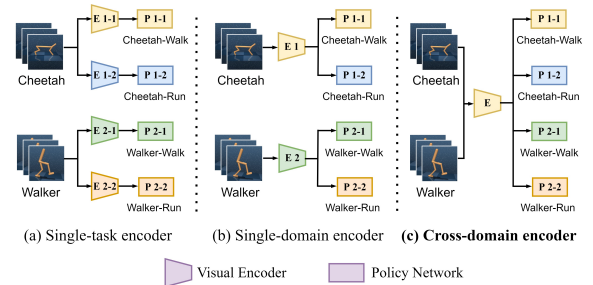 E 1-1 P 1-1
Cheetah-Walk
Cheetah
E 1-2 P 1-2
Cheetah-Run
E 2-1 P 2-1
Walker-Walk
Walker
E 2-2 P 2-2
Walker-Run
(a) Single-task encoder
P 1-1
E 1
Cheetah-Walk
Cheetah
P 1-2
Cheetah-Run
P 2-1
E 2
Walker-Walk
Walker
P 2-2
Walker-Run
(b) Single-domain encoder
P 1-1
Cheetah-Walk
Cheetah
P 1-2
E
Cheetah-Run
P 2-1
Walker-Walk
Walker
P 2-2
Walker-Run
(c) Cross-domain encoder
Visual Encoder
Policy Network